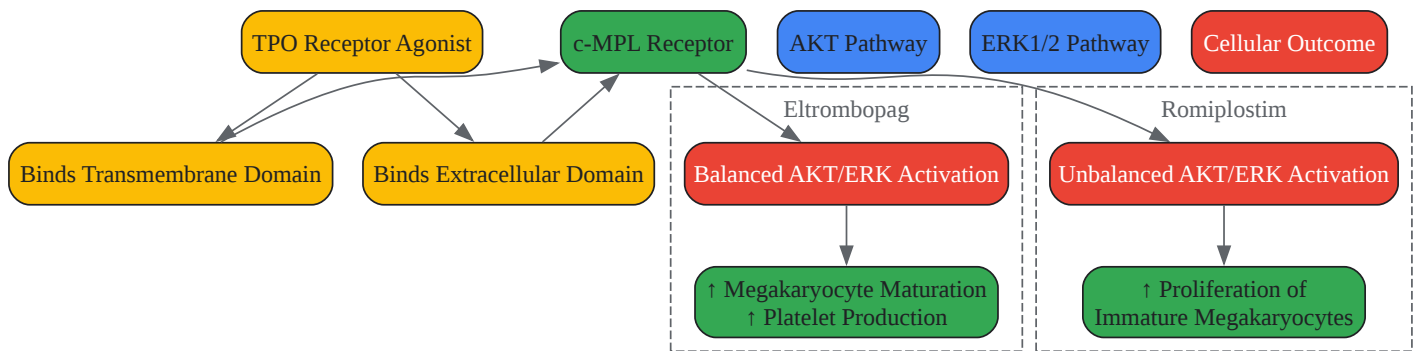 TPO Receptor Agonist
c-MPL Receptor
AKT Pathway
ERK1/2 Pathway
Cellular Outcome
Eltrombopag
Romiplostim
Binds Transmembrane Domain
Binds Extracellular Domain
Balanced AKT/ERK Activation
Unbalanced AKT/ERK Activation
↑ Megakaryocyte Maturation
↑ Platelet Production
↑ Proliferation of
Immature Megakaryocytes